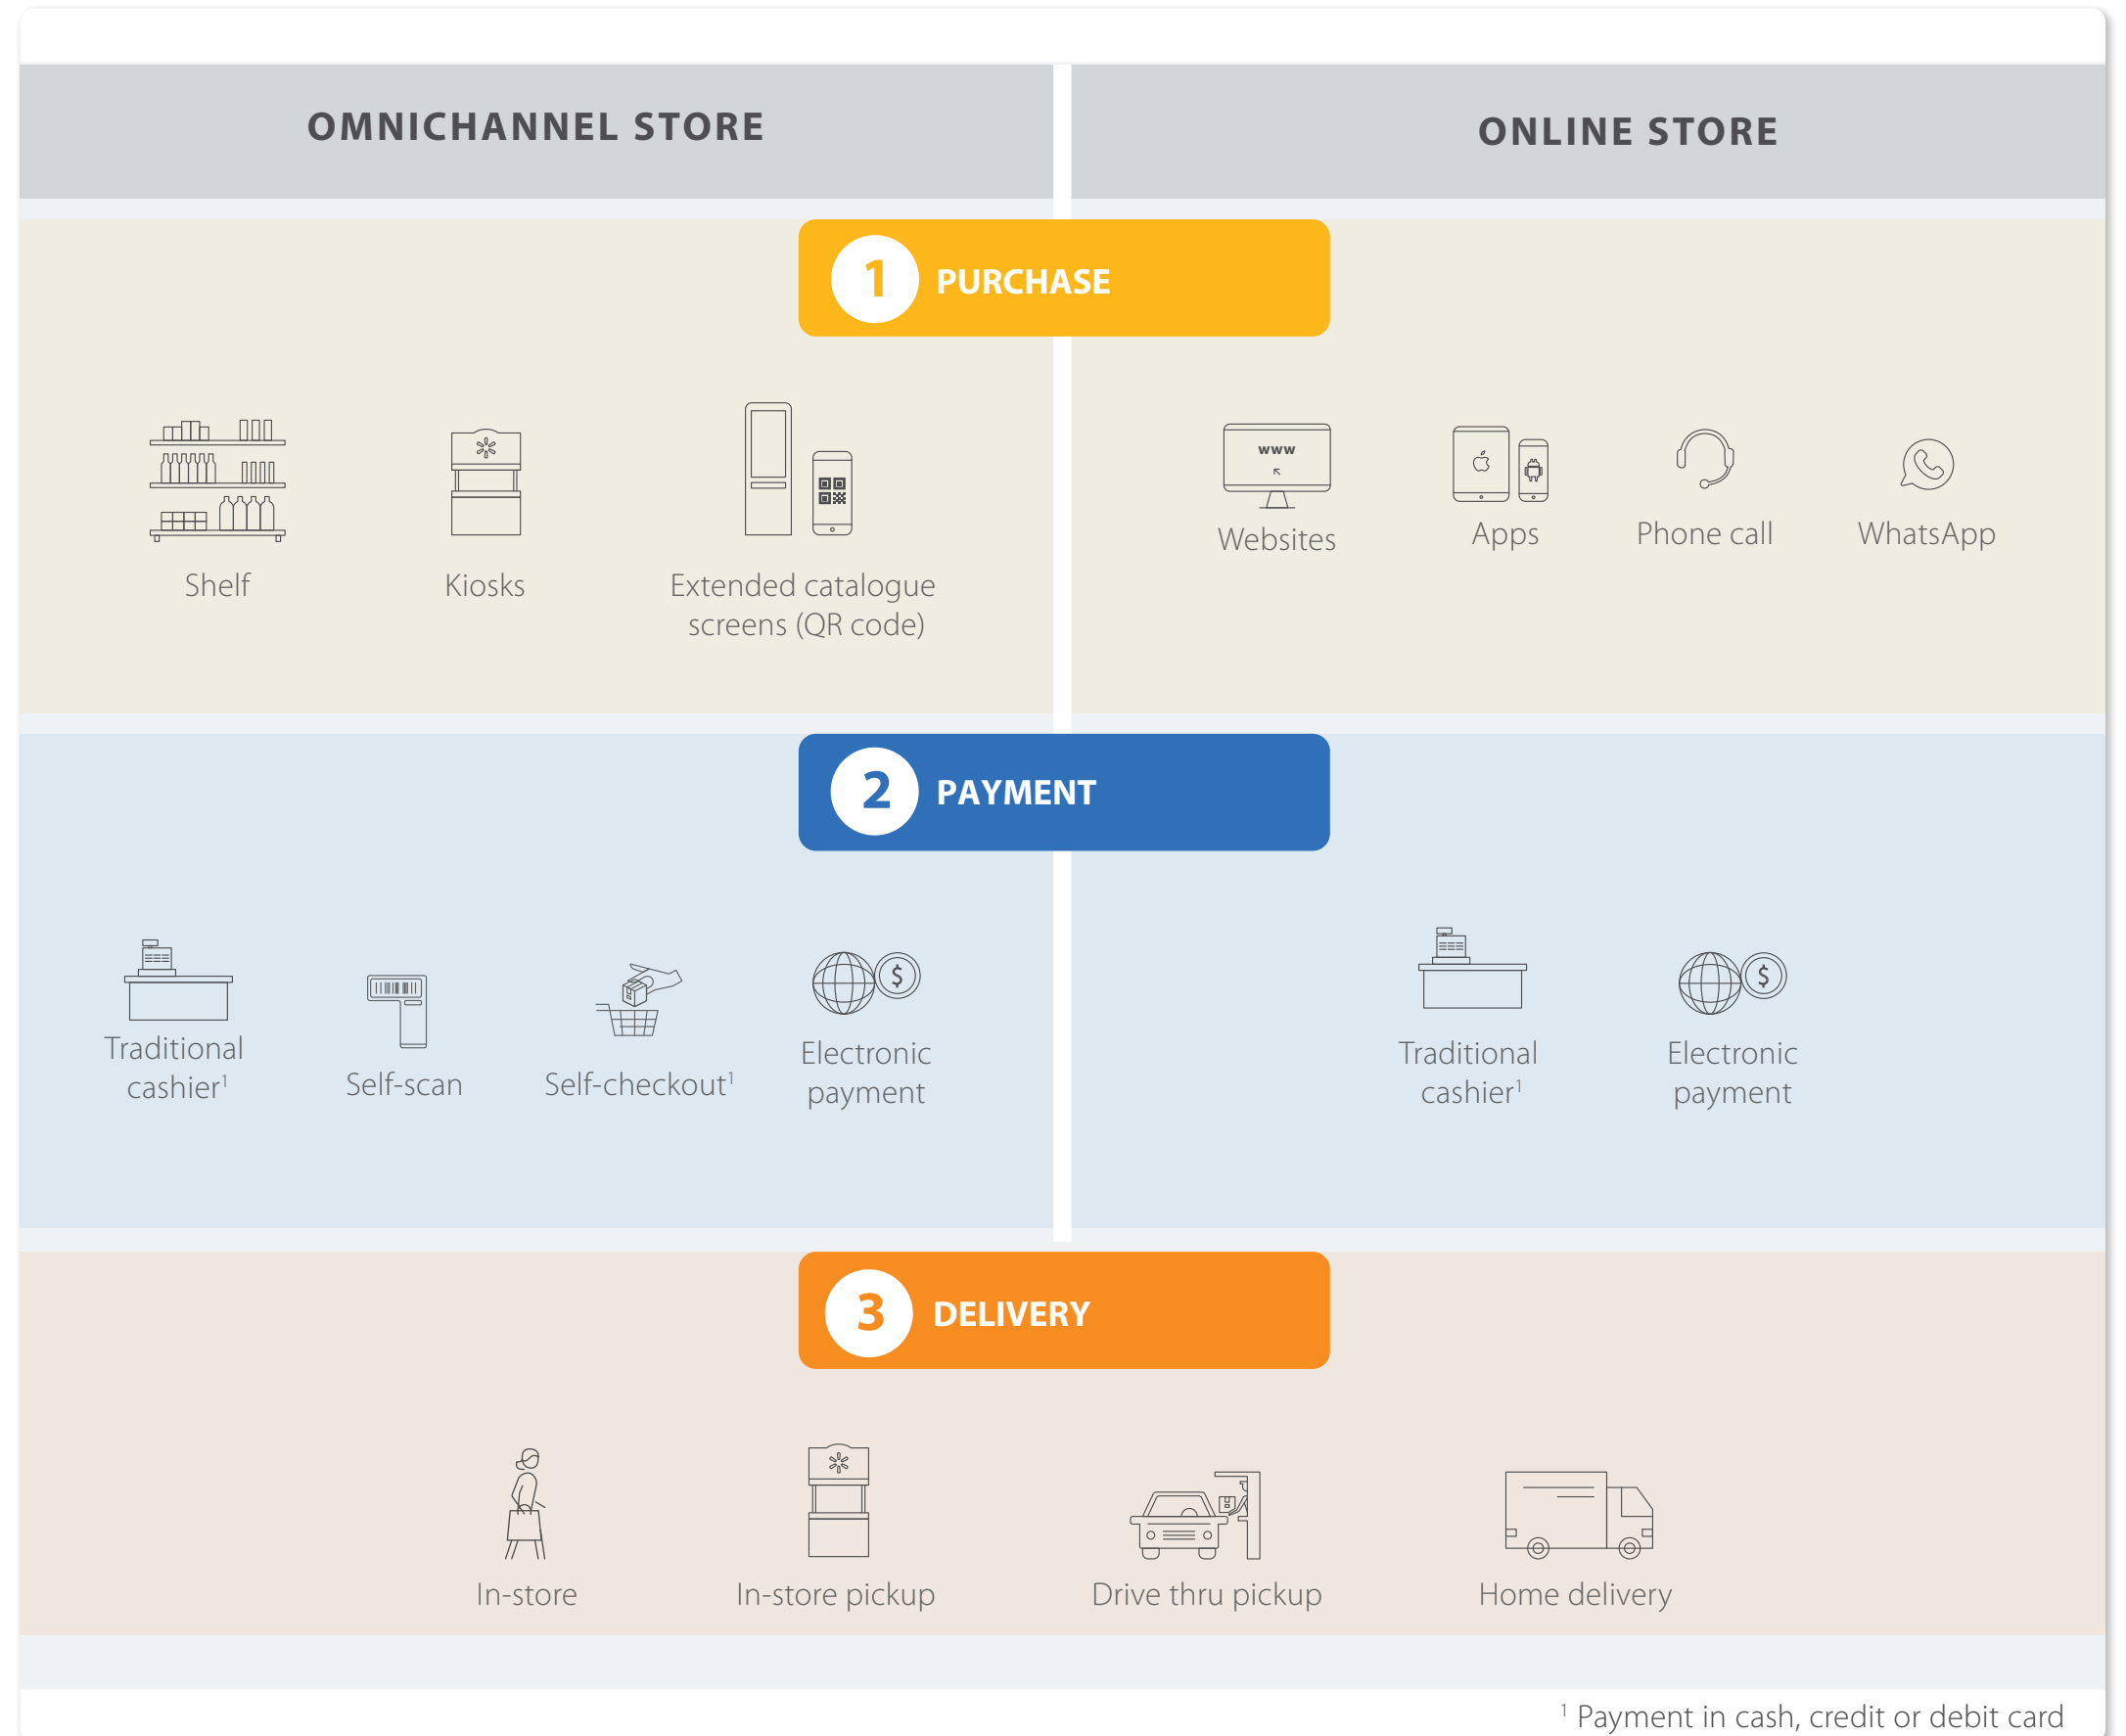 OMNICHANNEL STORE
ONLINE STORE
1 PURCHASE
www
Shelf
Kiosks
Extended catalogue
screens (QR code)
Websites
Apps
Phone call
WhatsApp
2 PAYMENT
$
$
Traditional
cashier¹
Self-scan
Self-checkout¹
Electronic
payment
Traditional
cashier¹
Electronic
payment
3 DELIVERY
In-store
In-store pickup
Drive thru pickup
Home delivery
¹ Payment in cash, credit or debit card